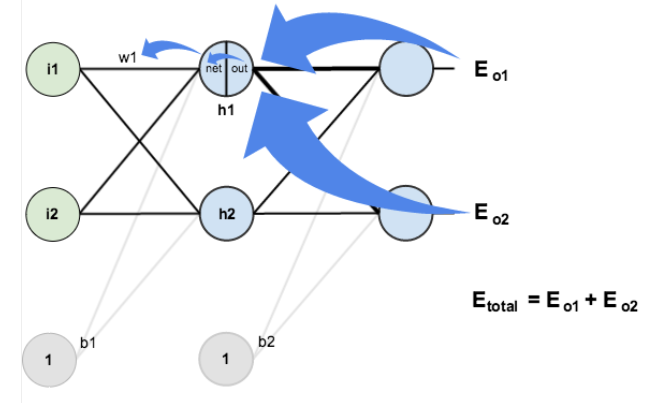 w1
i1
net out
E o1
h1
i2
h2
E o2
E total = E o1 + E o2
b1
b2
1
1